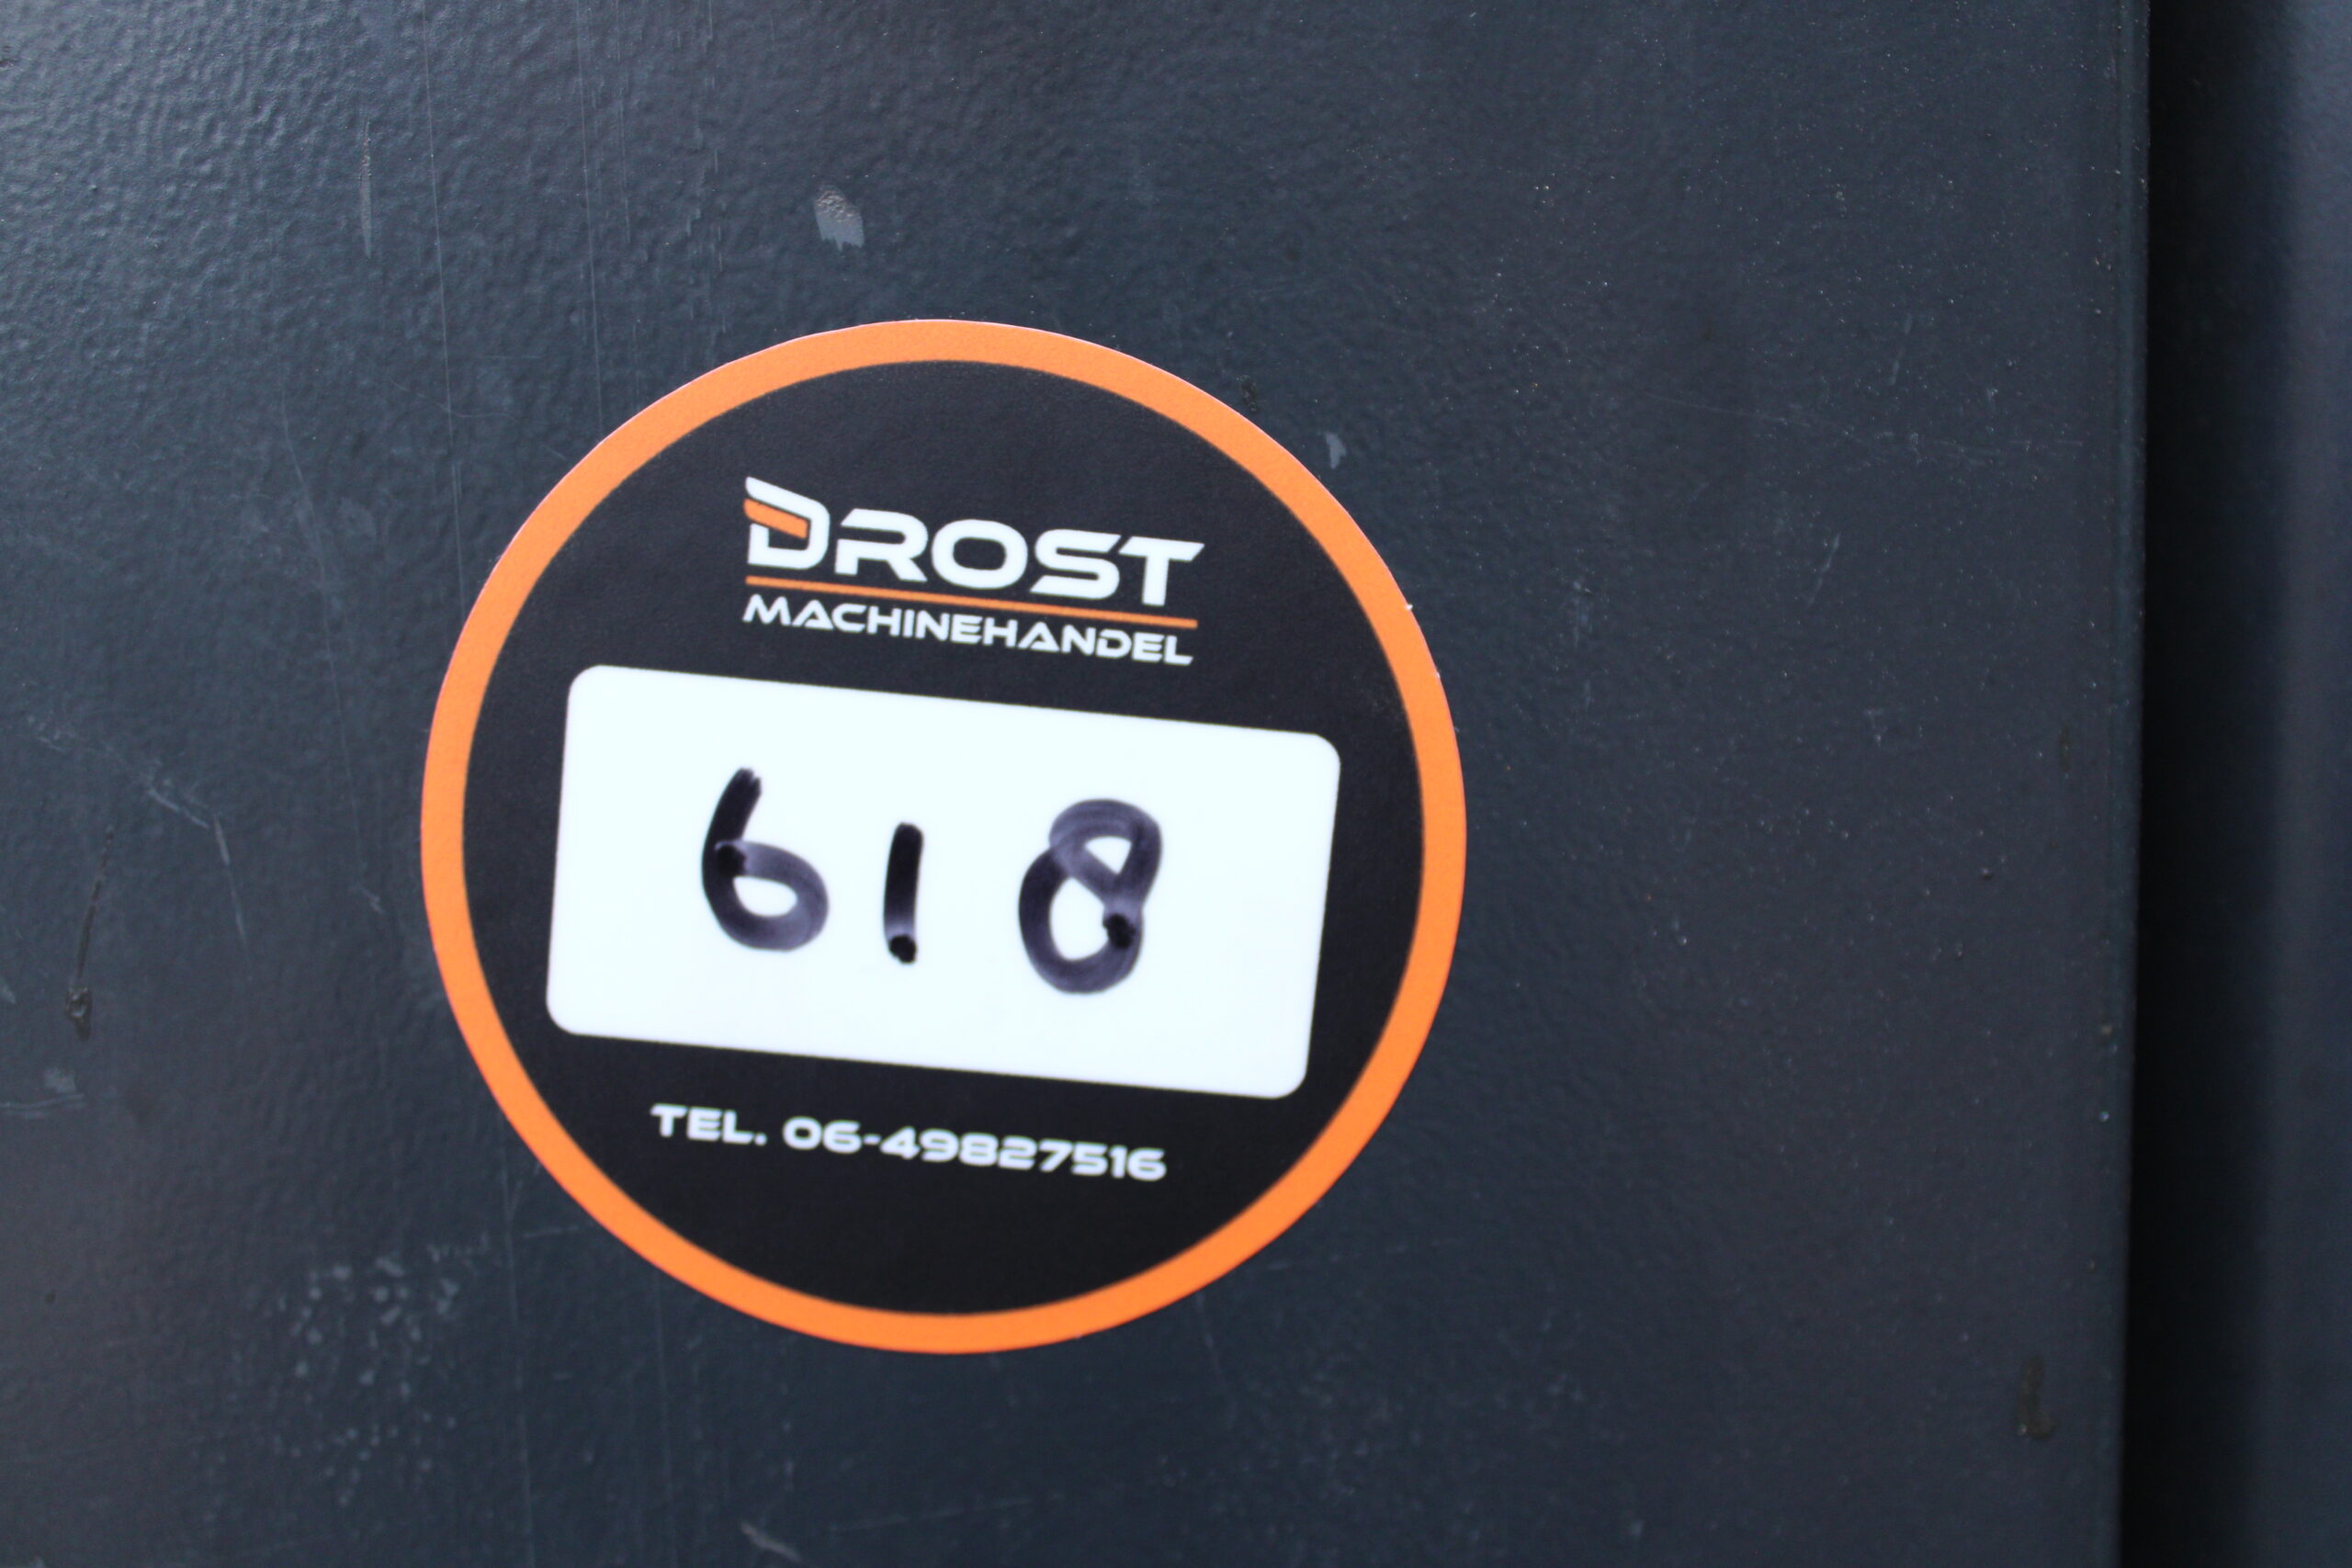 DROST
MACHINEHANDEL
618
TEL. 06-49827516